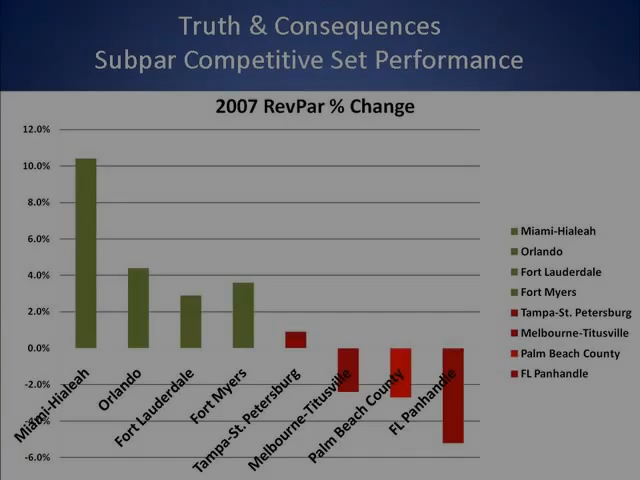 Truth & Consequences
Subpar Competitive Set Performance
2007 RevPar % Change
12.0%
10.0%
8.0%
6.0%
4.0%
2.0%
0.0%
-2.0%
-6.0%
Miami-Hialeah
Orlando
Fort Lauderdale
Fort Myers
Tampa-St. Petersburg
Melbourne-Titusville
Palm Beach County
FL Panhandle
Miami-Hialeah
Orlando
Fort Lauderdale
Fort Myers
Tampa-St. Petersburg
Melbourne-Titusville
Palm Beach County
FL Panhandle